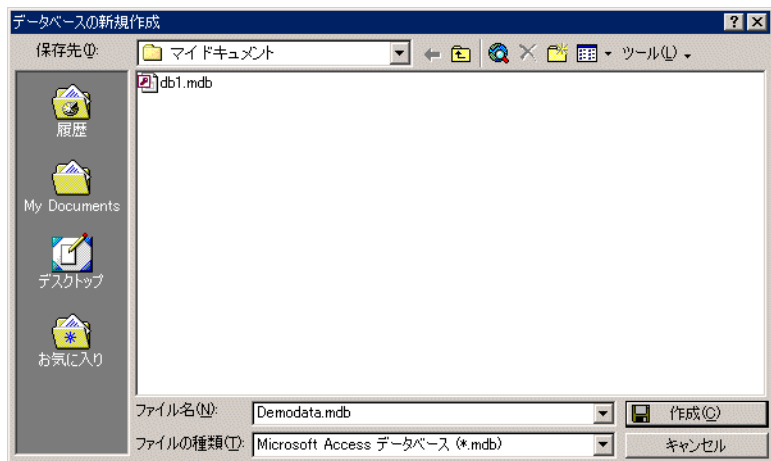 データベースの新規作成
保存先(I):
マイ ドキュメント
ツール(L)
db1.mdb
履歴
My Documents
デスクトップ
お気に入り
ファイル名(N):
Demodata.mdb
作成(C)
ファイルの種類(T):
Microsoft Access データベース (*.mdb)
キャンセル